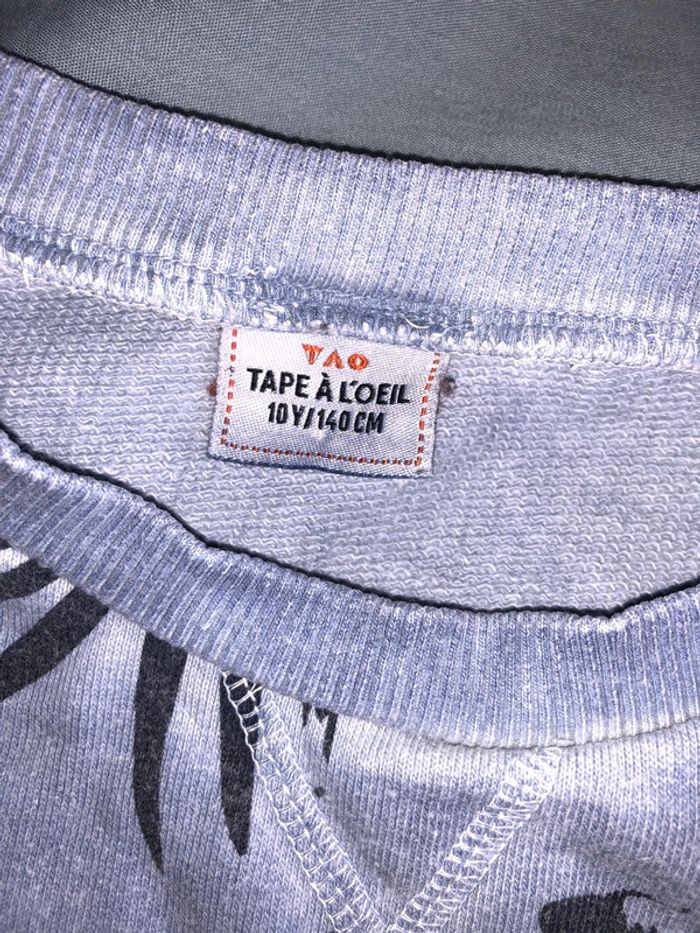 TAO
TAPE À L'OEIL
10Y/140CM